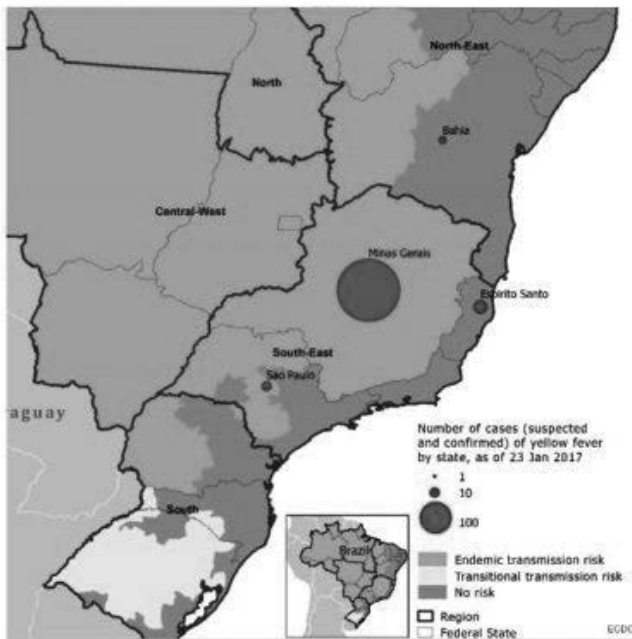 North-East
North
Bahia
Central-West
Minas Gerais
Espirito Santo
South-East
Sao Paulo
raguay
South
Number of cases (suspected
and confirmed) of yellow fever
by state, as of 23 Jan 2017
1
10
100
Brazil
Endemic transmission risk
Transitional transmission risk
No risk
Region
Federal State
ECDC